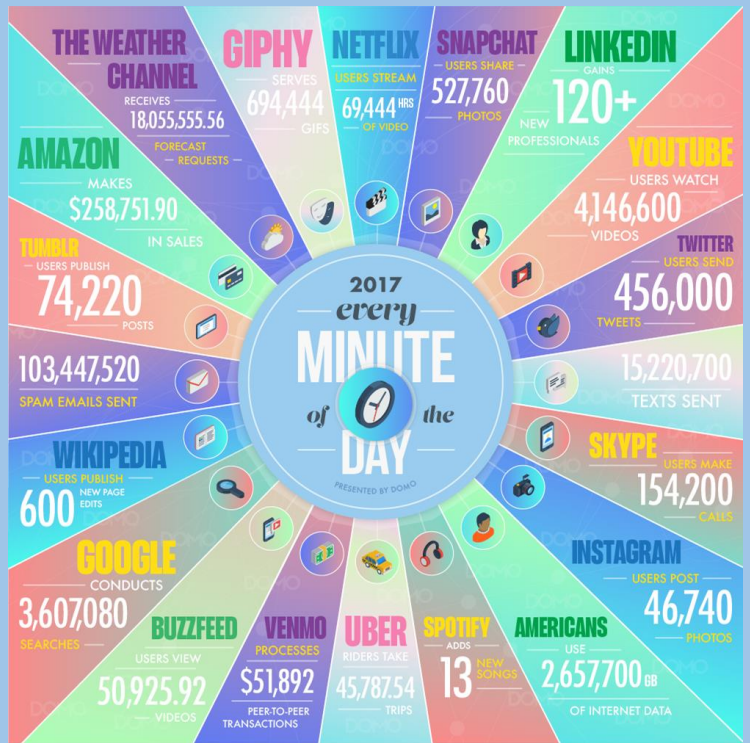 THE WEATHER
CHANNEL
RECEIVES
18,055,555.56
FORECAST
REQUESTS
GIPHY
SERVES
694,444
GIFS
NETFLIX
USERS STREAM
69,444 HRS
OF VIDEO
SNAPCHAT
USERS SHARE
527,760
PHOTOS
LINKEDIN
GAINS
120+
NEW
PROFESSIONALS
YOUTUBE
USERS WATCH
4,146,600
VIDEOS
TWITTER
USERS SEND
456,000
TWEETS
15,220,700
TEXTS SENT
SKYPE
USERS MAKE
154,200
CALLS
INSTAGRAM
USERS POST
46,740
PHOTOS
AMERICANS
USE
2,657,700 GB
OF INTERNET DATA
SPOTIFY
ADDS
13 NEW
SONGS
UBER
RIDERS TAKE
45,787.54
TRIPS
VENMO
PROCESSES
$51,892
PEER-TO-PEER
TRANSACTIONS
BUZZFEED
USERS VIEW
50,925.92
VIDEOS
GOOGLE
CONDUCTS
3,607,080
SEARCHES
WIKIPEDIA
USERS PUBLISH
600 NEW PAGE
EDITS
103,447,520
SPAM EMAILS SENT
TUMBLR
USERS PUBLISH
74,220
POSTS
AMAZON
MAKES
$258,751.90
IN SALES
2017
every
MINUTE
of the
DAY
PRESENTED BY DOMO
DOMO